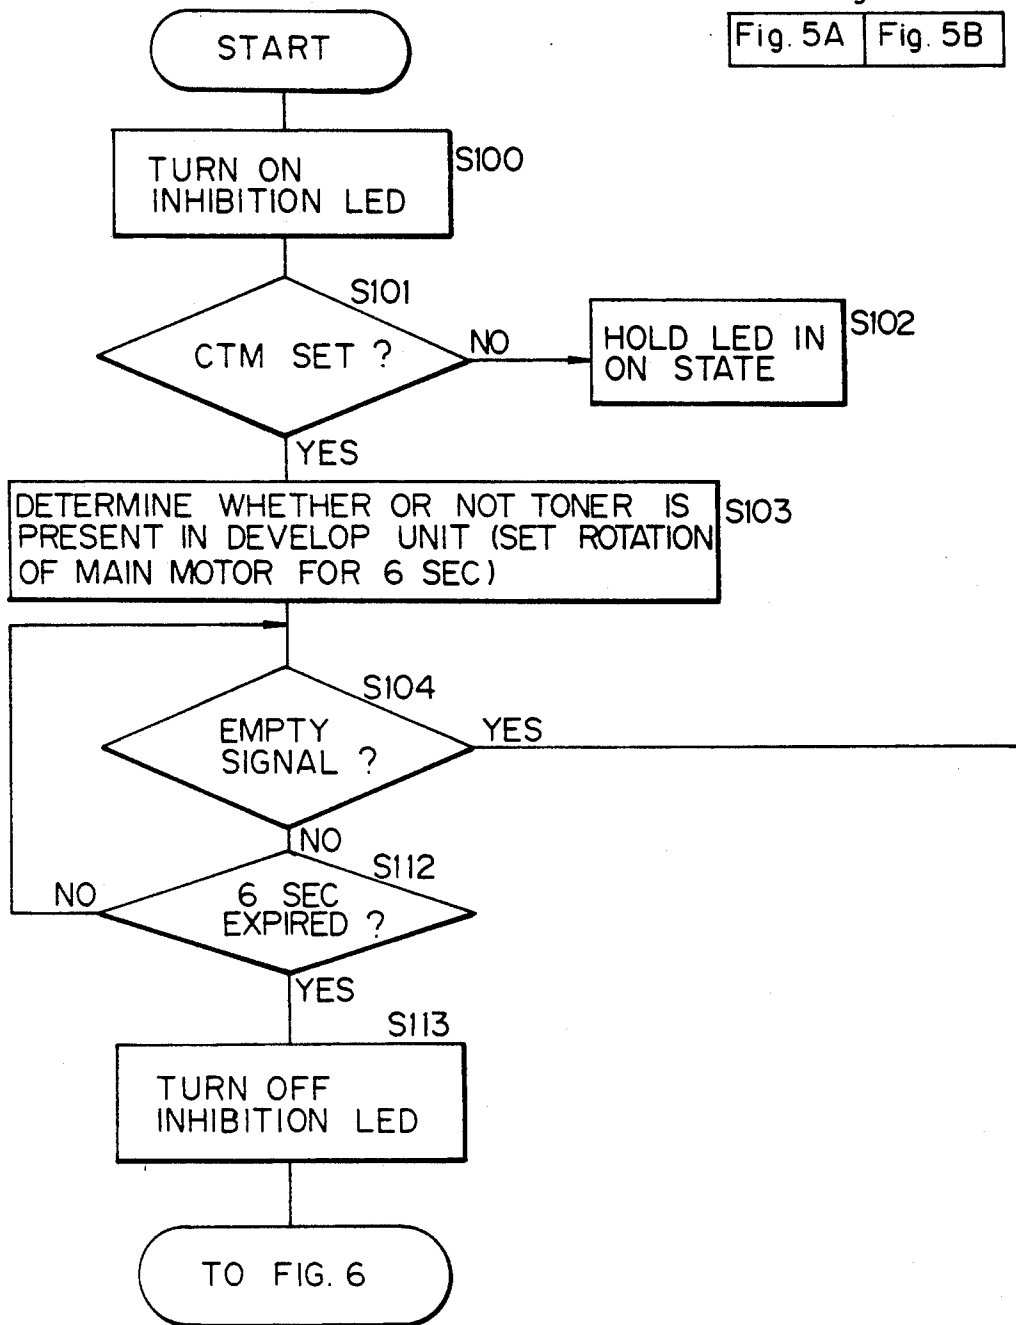 Fig. 5A Fig. 5B
START
S100
TURN ON
INHIBITION LED
S101
CTM SET ?
NO
S102
HOLD LED IN
ON STATE
YES
S103
DETERMINE WHETHER OR NOT TONER IS
PRESENT IN DEVELOP UNIT (SET ROTATION
OF MAIN MOTOR FOR 6 SEC)
S104
EMPTY
SIGNAL ?
YES
NO
S112
6 SEC
EXPIRED ?
NO
YES
S113
TURN OFF
INHIBITION LED
TO FIG. 6